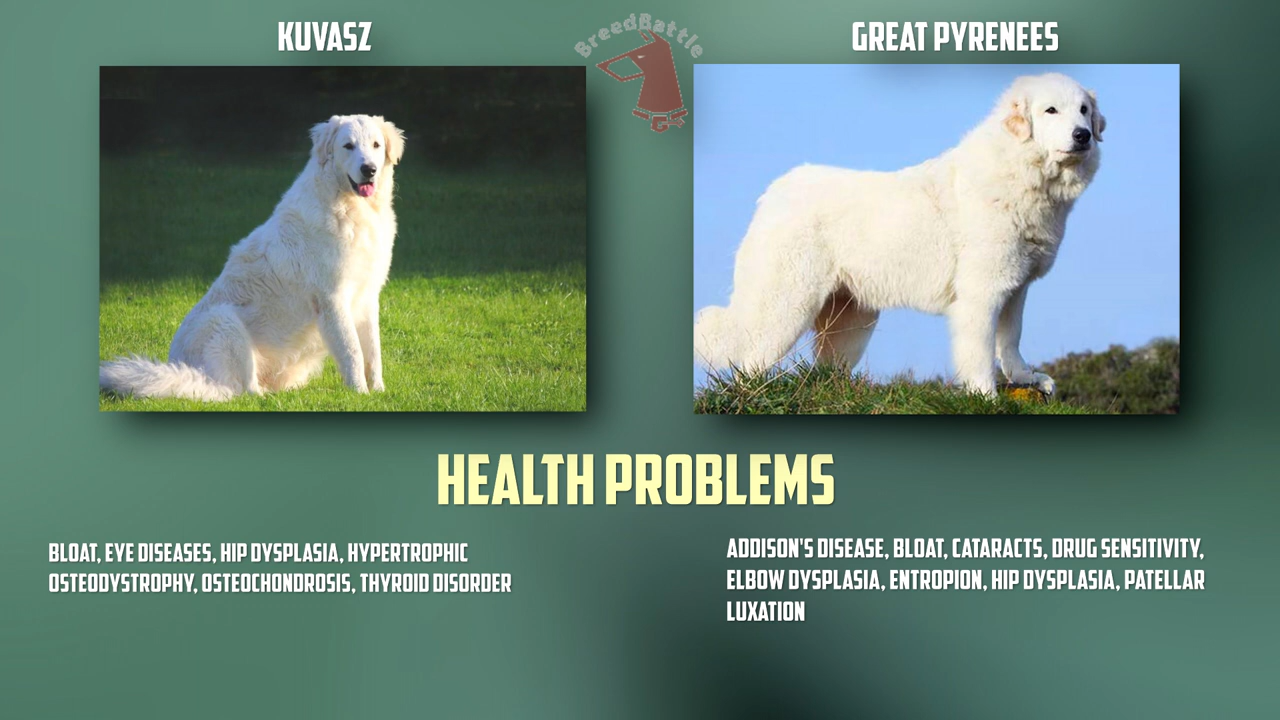 KUVASZ
BreedBattle
GREAT PYRENEES
HEALTH PROBLEMS
BLOAT, EYE DISEASES, HIP DYSPLASIA, HYPERTROPHIC
OSTEODYSTROPHY, OSTEOCHONDROSIS, THYROID DISORDER
ADDISON'S DISEASE, BLOAT, CATARACTS, DRUG SENSITIVITY,
ELBOW DYSPLASIA, ENTROPION, HIP DYSPLASIA, PATELLAR
LUXATION